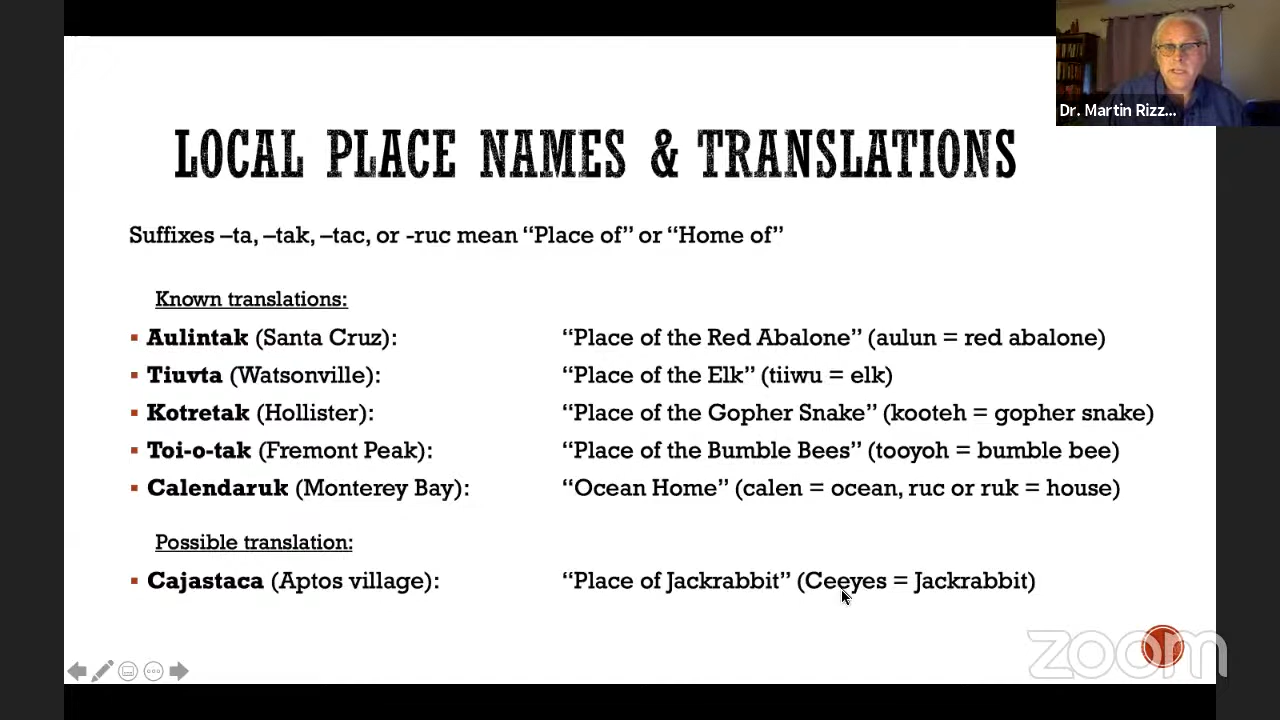 Dr. Martin Rizz...
LOCAL PLACE NAMES & TRANSLATIONS
Suffixes –ta, –tak, –tac, or -ruc mean “Place of” or “Home of”
Known translations:
▪ Aulintak (Santa Cruz): “Place of the Red Abalone” (aulun = red abalone)
▪ Tiuvta (Watsonville): “Place of the Elk” (tiiwu = elk)
▪ Kotretak (Hollister): “Place of the Gopher Snake” (kooteh = gopher snake)
▪ Toi-o-tak (Fremont Peak): “Place of the Bumble Bees” (tooyoh = bumble bee)
▪ Calendaruk (Monterey Bay): “Ocean Home” (calen = ocean, ruc or ruk = house)
Possible translation:
▪ Cajastaca (Aptos village): “Place of Jackrabbit” (Ceeyes = Jackrabbit)
zoom